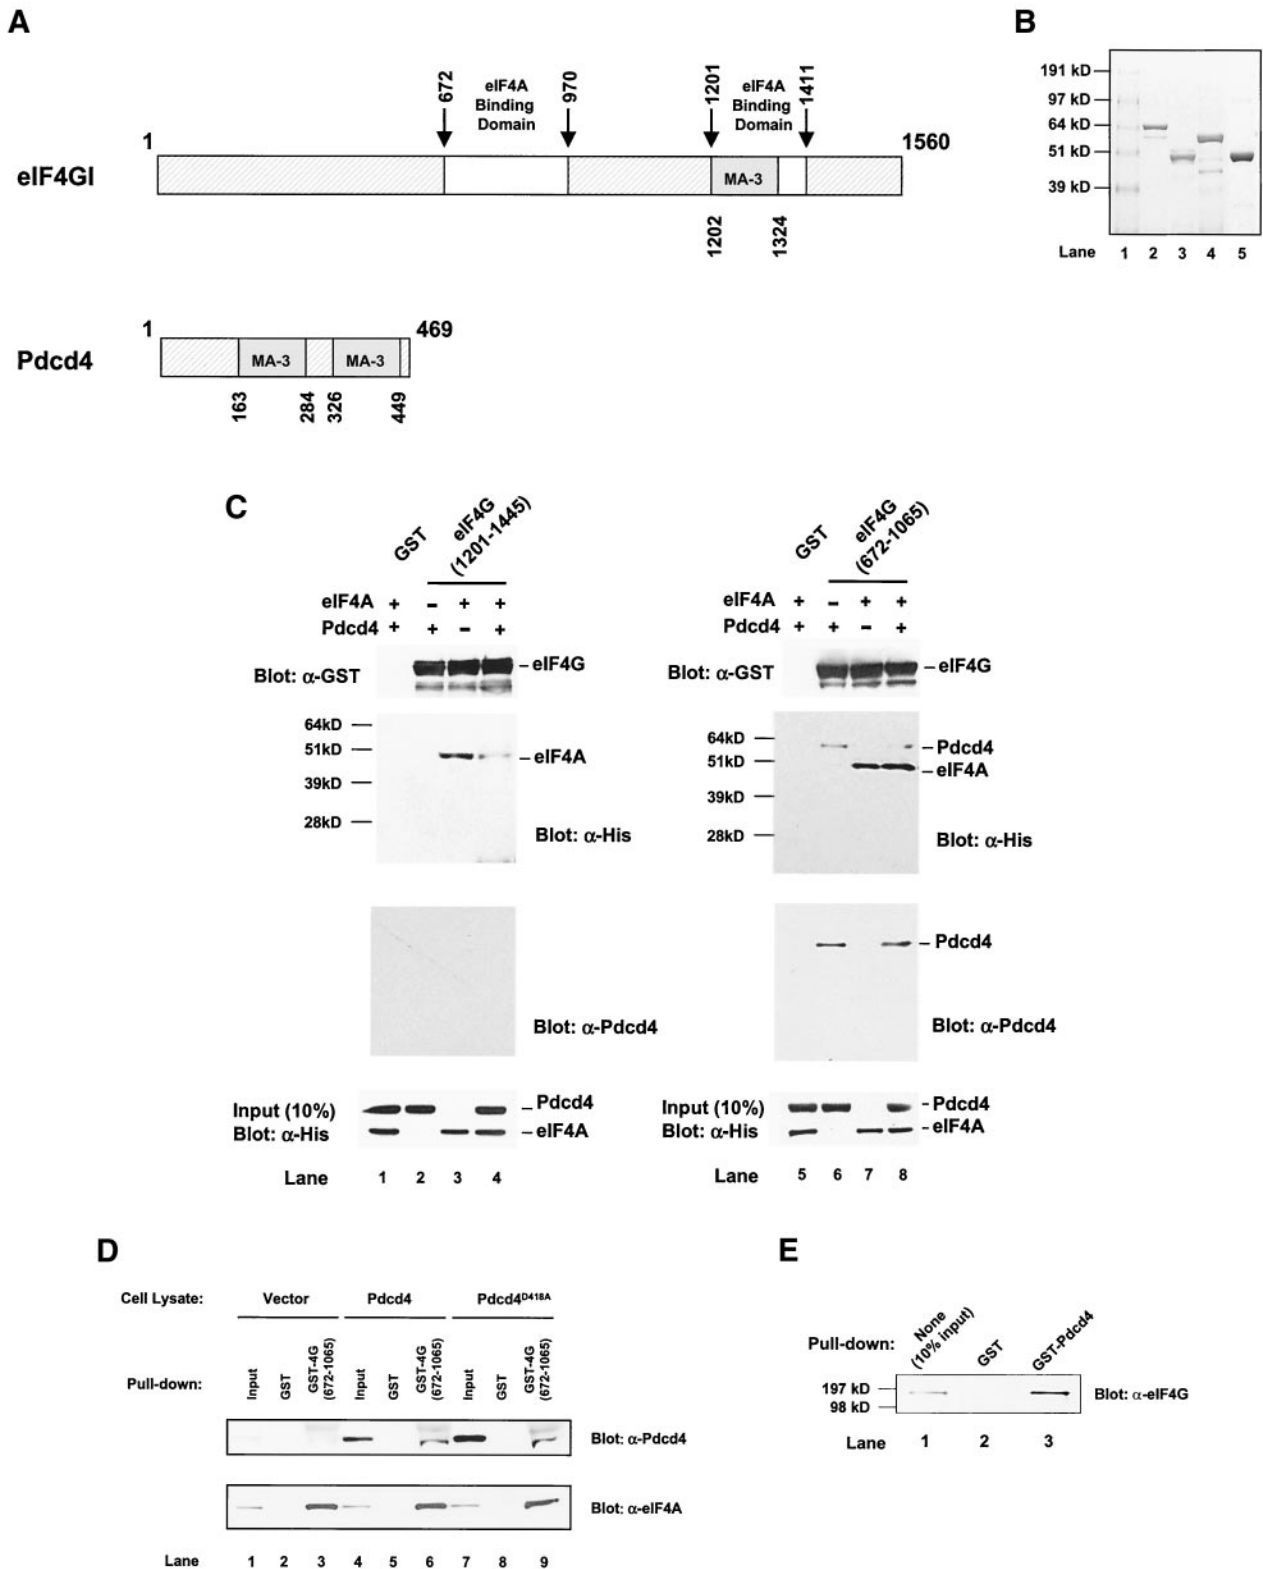 A
672
eIF4A
Binding
Domain
970
1201
eIF4A
Binding
Domain
1411
1
1560
eIF4GI
MA-3
1202
1324
1
469
Pdcd4
MA-3
MA-3
163
284
326
449
B
191 kD
97 kD
64 kD
51 kD
39 kD
Lane 1 2 3 4 5
C
GST
eIF4G
(1201-1445)
eIF4A + - + +
Pdcd4 + + - +
Blot: α-GST
eIF4G
64kD
51kD
39kD
28kD
eIF4A
Blot: α-His
Blot: α-Pdcd4
Input (10%)
Blot: α-His
Pdcd4
eIF4A
Lane 1 2 3 4
GST
eIF4G
(672-1065)
eIF4A + - + +
Pdcd4 + + - +
Blot: α-GST
eIF4G
64kD
51kD
39kD
28kD
Pdcd4
eIF4A
Blot: α-His
Pdcd4
Blot: α-Pdcd4
Input (10%)
Blot: α-His
Pdcd4
eIF4A
Lane 5 6 7 8
D
Cell Lysate: Vector Pdcd4 Pdcd4D418A
Pull-down:
Input
GST
GST-4G
(672-1065)
Input
GST
GST-4G
(672-1065)
Input
GST
GST-4G
(672-1065)
Blot: α-Pdcd4
Blot: α-eIF4A
Lane 1 2 3 4 5 6 7 8 9
E
Pull-down:
None
(10% input)
GST
GST-Pdcd4
197 kD
98 kD
Blot: α-eIF4G
Lane 1 2 3